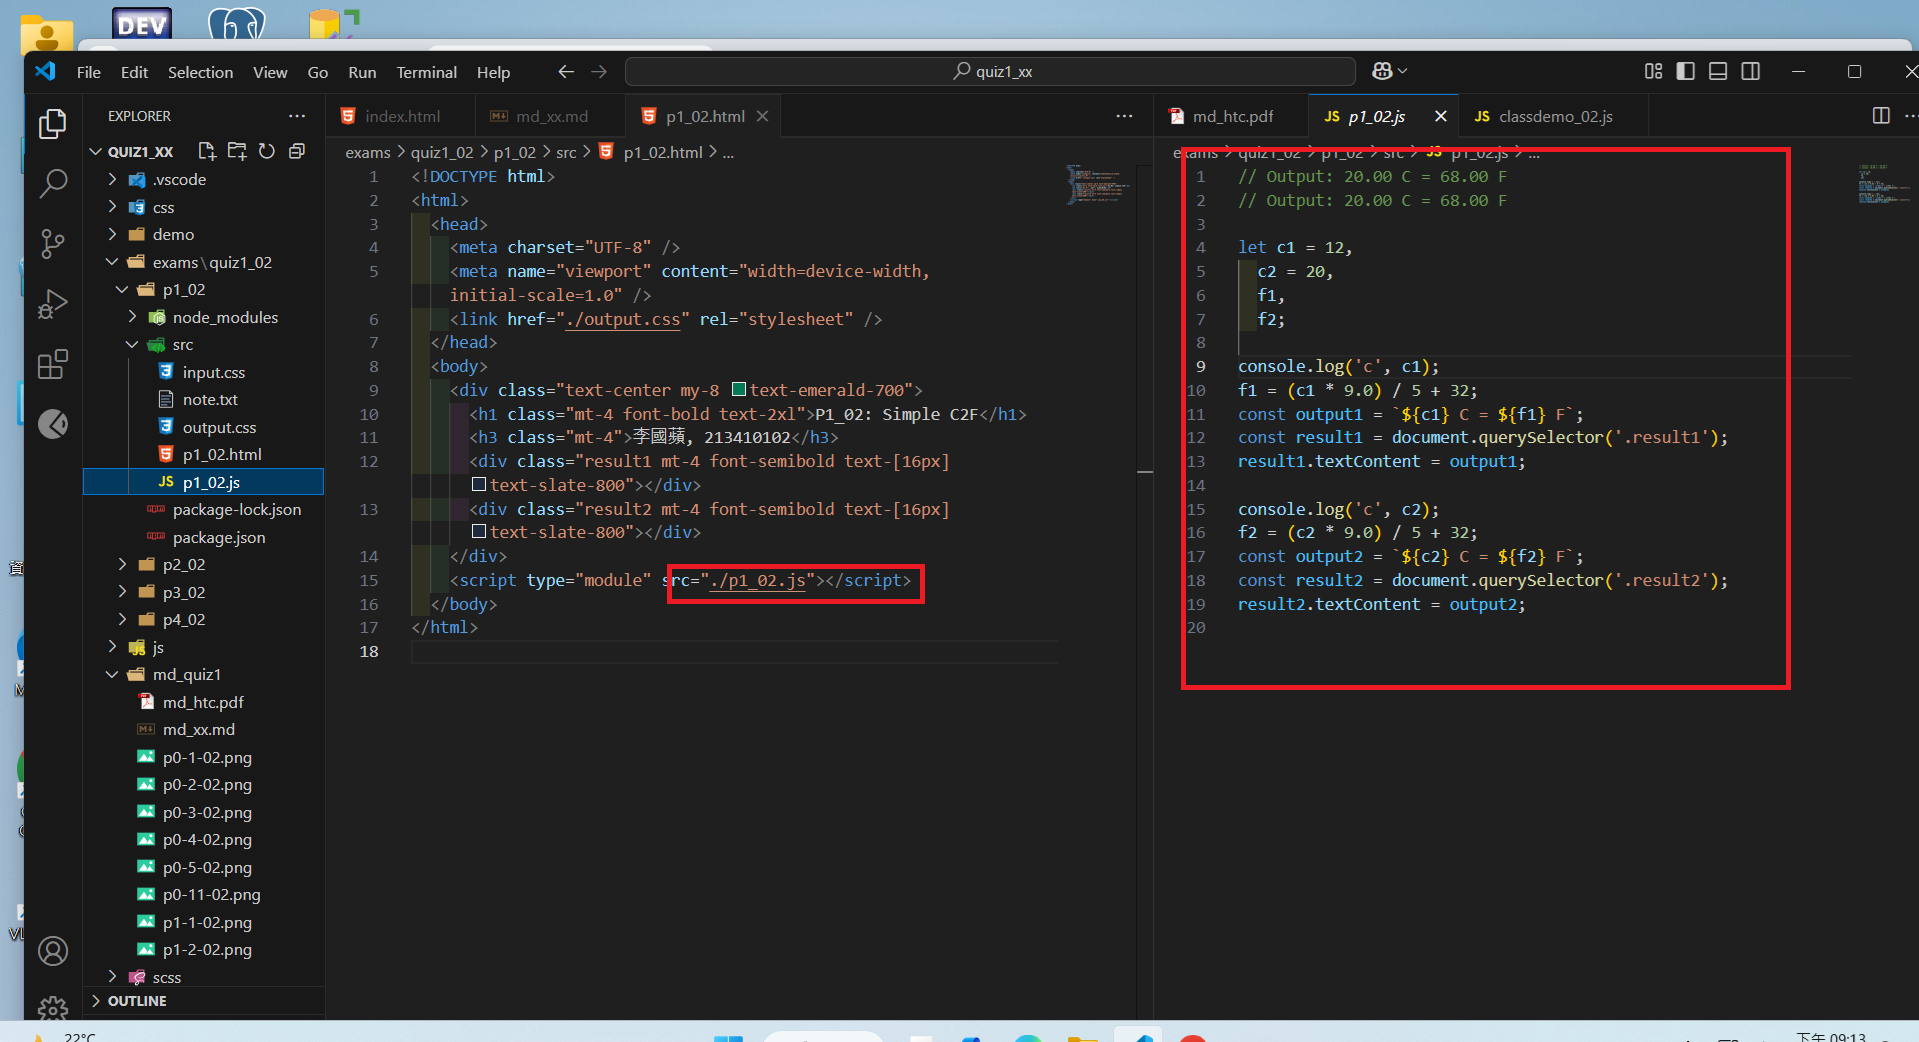 DEV
File Edit Selection View Go Run Terminal Help
quiz1_xx
EXPLORER
QUIZ1_XX
.vscode
css
demo
exams\quiz1_02
p1_02
node_modules
src
input.css
note.txt
output.css
p1_02.html
JS p1_02.js
package-lock.json
package.json
p2_02
p3_02
p4_02
js
md_quiz1
md_htc.pdf
md_xx.md
p0-1-02.png
p0-2-02.png
p0-3-02.png
p0-4-02.png
p0-5-02.png
p0-11-02.png
p1-1-02.png
p1-2-02.png
scss
OUTLINE
index.html
md_xx.md
p1_02.html
exams > quiz1_02 > p1_02 > src > p1_02.html > ...
1 <!DOCTYPE html>
2 <html>
3 <head>
4 <meta charset="UTF-8" />
5 <meta name="viewport" content="width=device-width,
initial-scale=1.0" />
6 <link href="./output.css" rel="stylesheet" />
7 </head>
8 <body>
9 <div class="text-center my-8 text-emerald-700">
10 <h1 class="mt-4 font-bold text-2xl">P1_02: Simple C2F</h1>
11 <h3 class="mt-4">李國蘋, 213410102</h3>
12 <div class="result1 mt-4 font-semibold text-[16px]
text-slate-800"></div>
13 <div class="result2 mt-4 font-semibold text-[16px]
text-slate-800"></div>
14 </div>
15 <script type="module" src="./p1_02.js"></script>
16 </body>
17 </html>
18
md_htc.pdf
JS p1_02.js
JS classdemo_02.js
exams > quiz1_02 > p1_02 > src > JS p1_02.js > ...
1 // Output: 20.00 C = 68.00 F
2 // Output: 20.00 C = 68.00 F
3
4 let c1 = 12,
5 c2 = 20,
6 f1,
7 f2;
8
9 console.log('c', c1);
10 f1 = (c1 * 9.0) / 5 + 32;
11 const output1 = `${c1} C = ${f1} F`;
12 const result1 = document.querySelector('.result1');
13 result1.textContent = output1;
14
15 console.log('c', c2);
16 f2 = (c2 * 9.0) / 5 + 32;
17 const output2 = `${c2} C = ${f2} F`;
18 const result2 = document.querySelector('.result2');
19 result2.textContent = output2;
20
22°C
下午 09:13